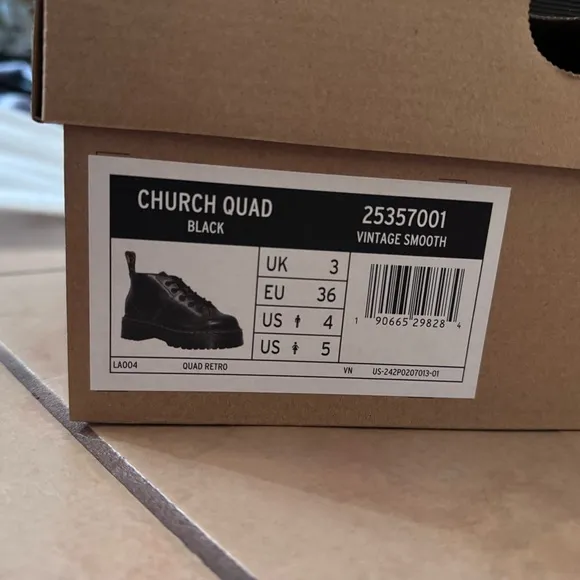 CHURCH QUAD
BLACK
25357001
VINTAGE SMOOTH
UK 3
EU 36
US 4
US 5
1 90665 29828 4
LA004 QUAD RETRO VN US-242P0207013-01